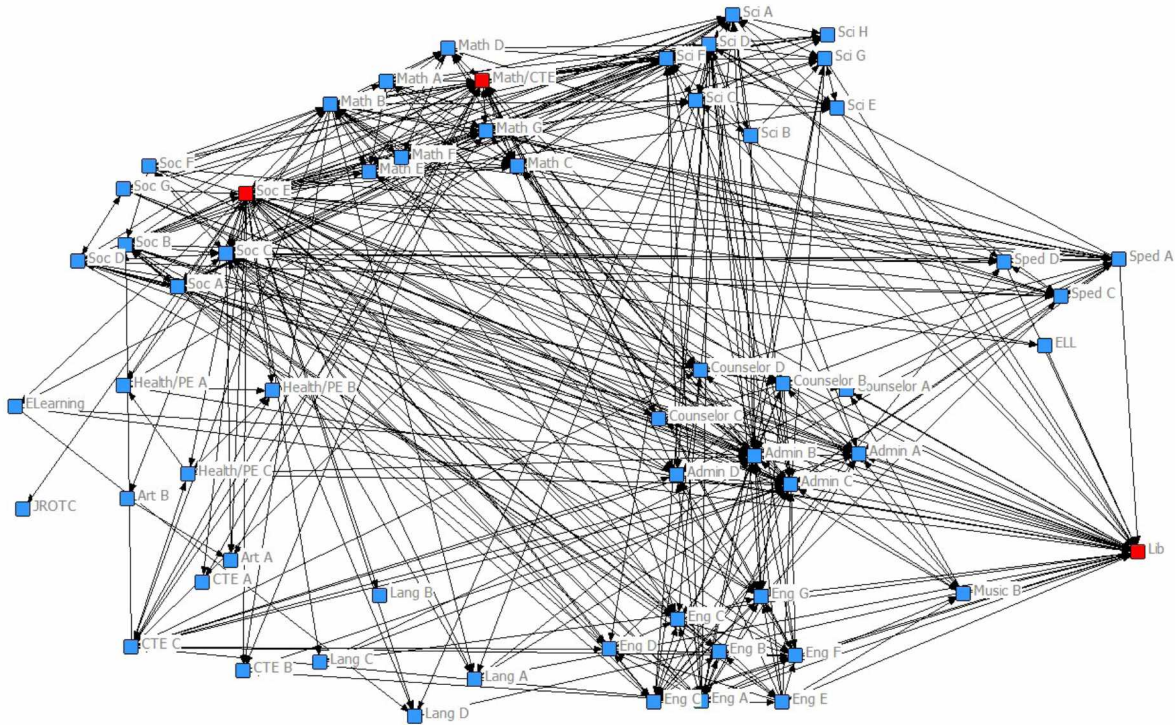 Sci A
Sci H
Sci D
Math D
Sci F
Sci G
Math A
Math/CTE
Sci C
Math B
Sci E
Math G
Sci B
Math F
Soc F
Math C
Math E
Soc G
Soc E
Soc B
Soc C
Soc D
Sped D
Sped A
Soc A
Sped C
ELL
Counselor D
Health/PE A
Health/PE B
Counselor B
Counselor A
ELearning
Counselor C
Admin B
Admin A
Health/PE C
Admin D
Admin C
Art B
JROTC
Lib
Art A
CTE A
Lang B
Eng G
Music B
Eng C
CTE C
Eng D
Eng B
Eng F
Lang C
CTE B
Lang A
Eng C
Eng A
Eng E
Lang D